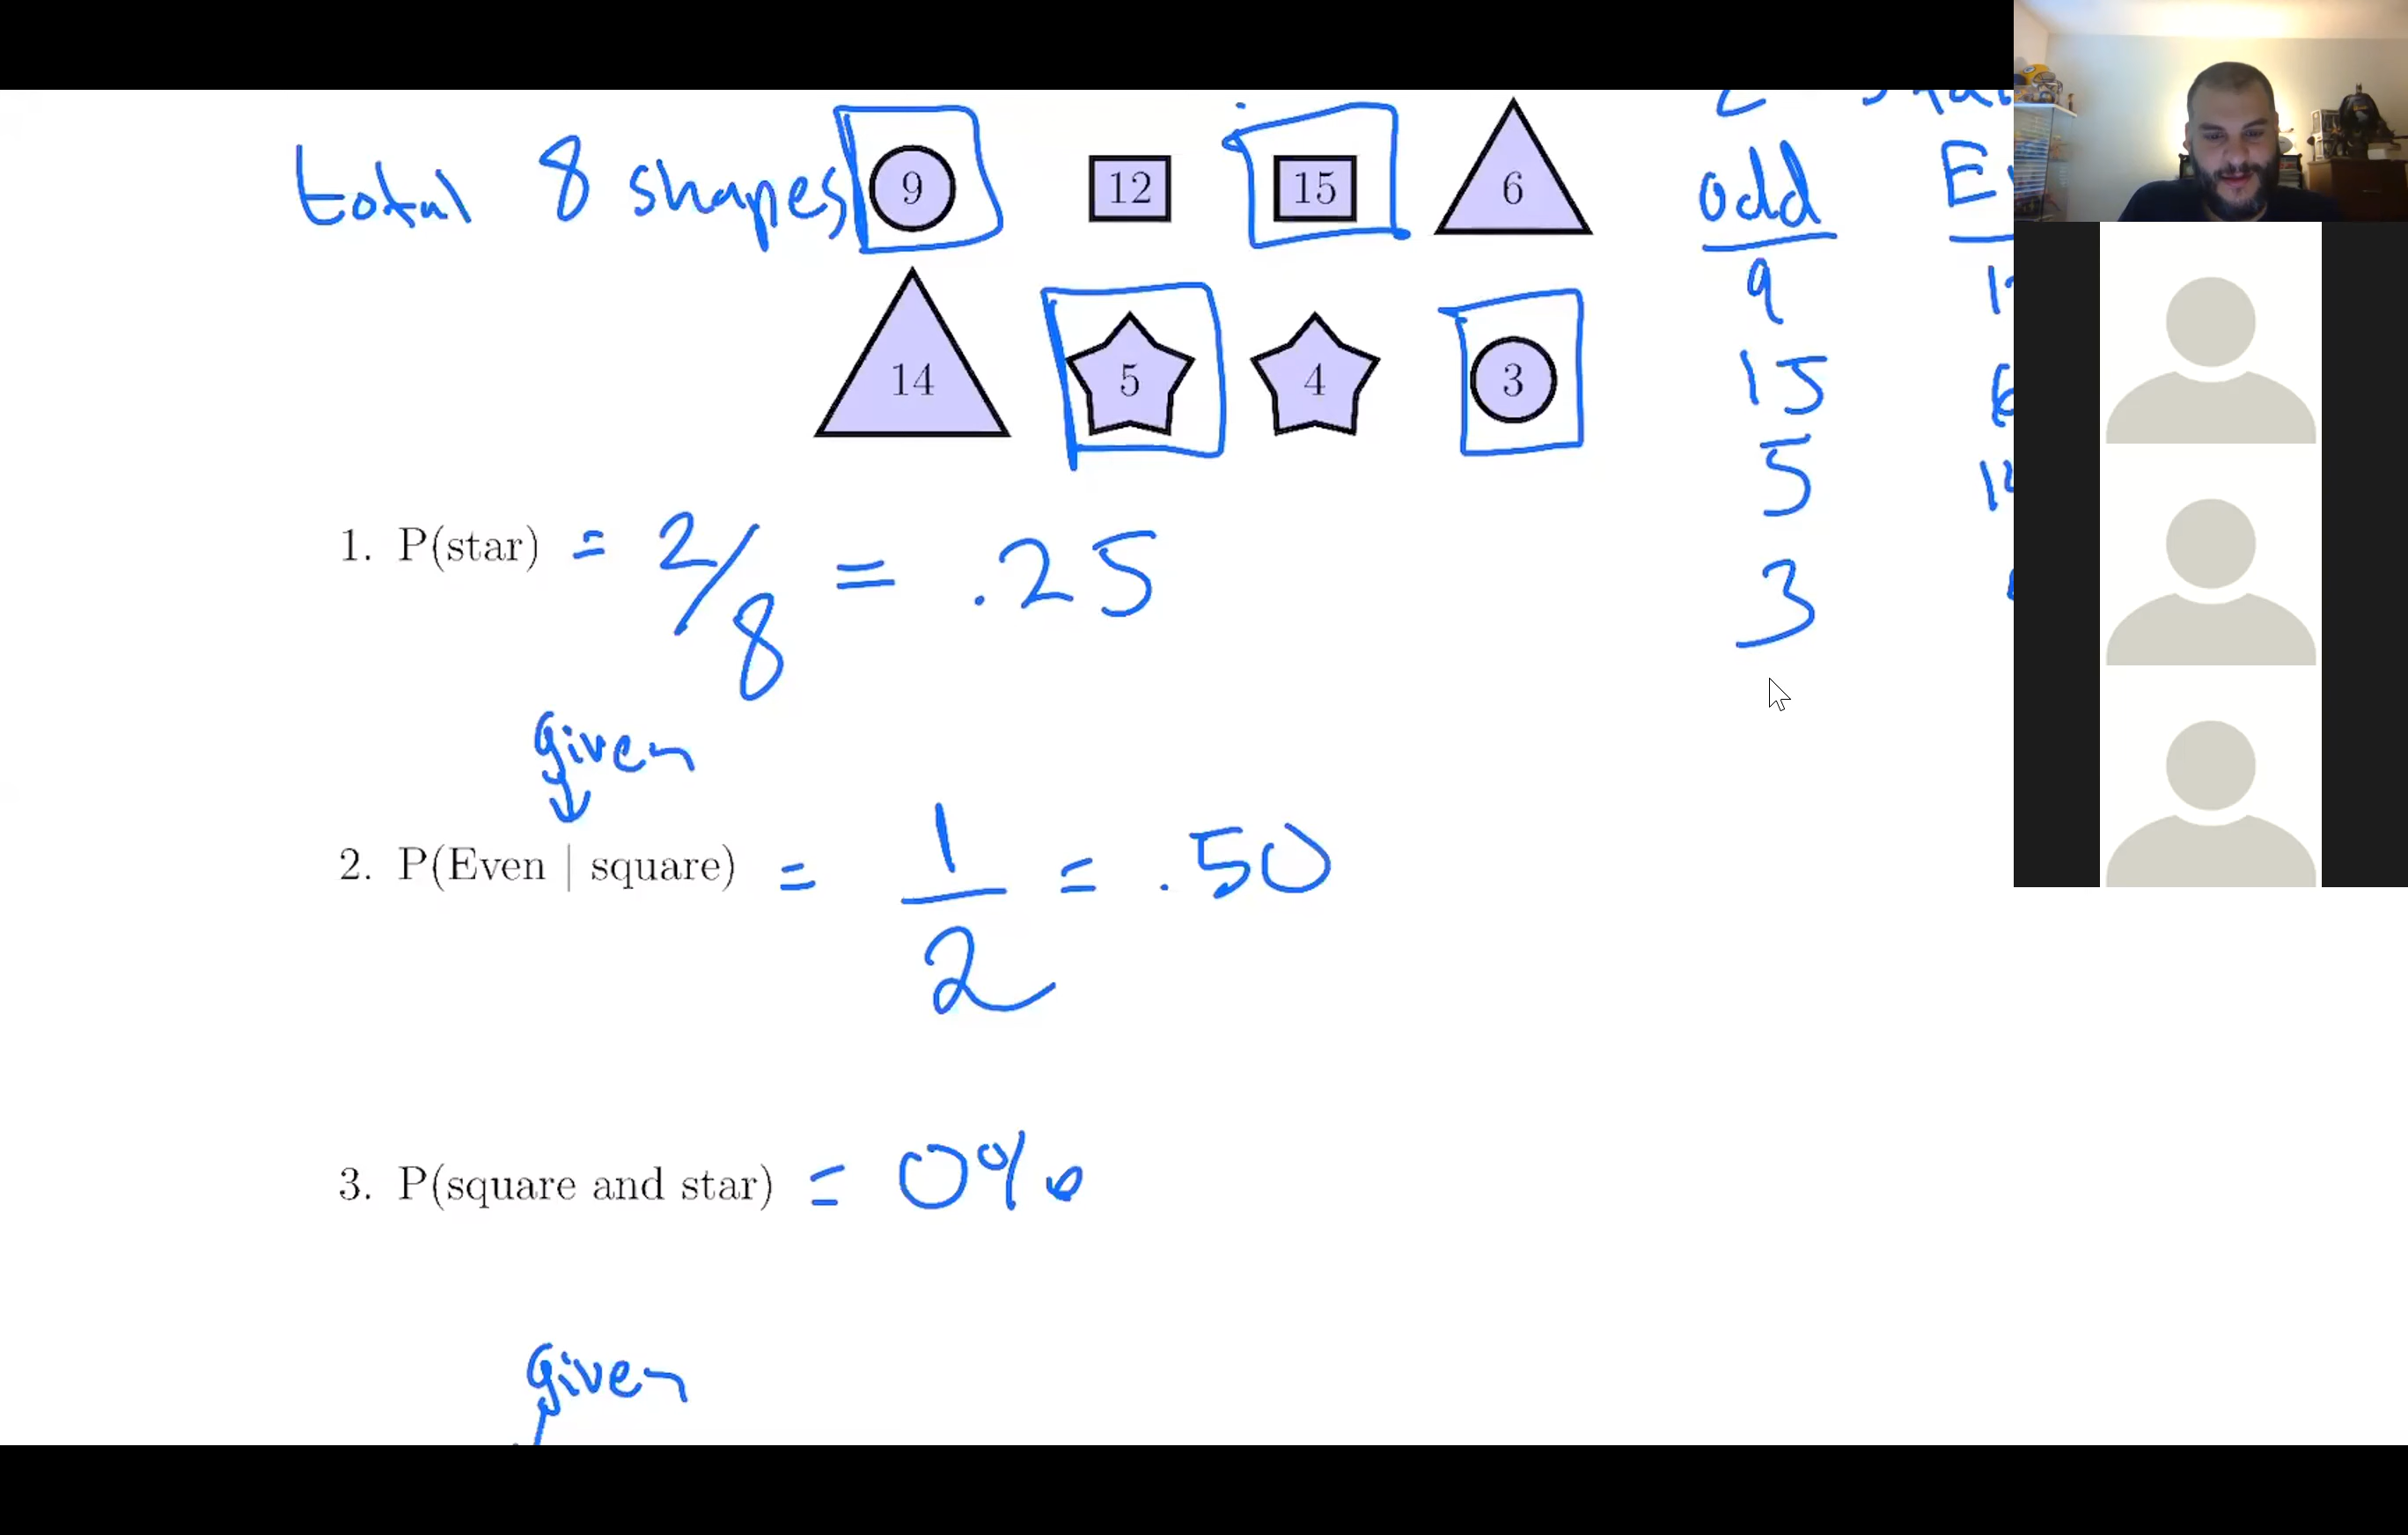 total 8 shapes 9 12 15 6
14 5 4 3
odd
9
15
5
3
1. P(star) = 2/8 = .25
given
2. P(Even | square) = 1/2 = .50
3. P(square and star) = 0%
given